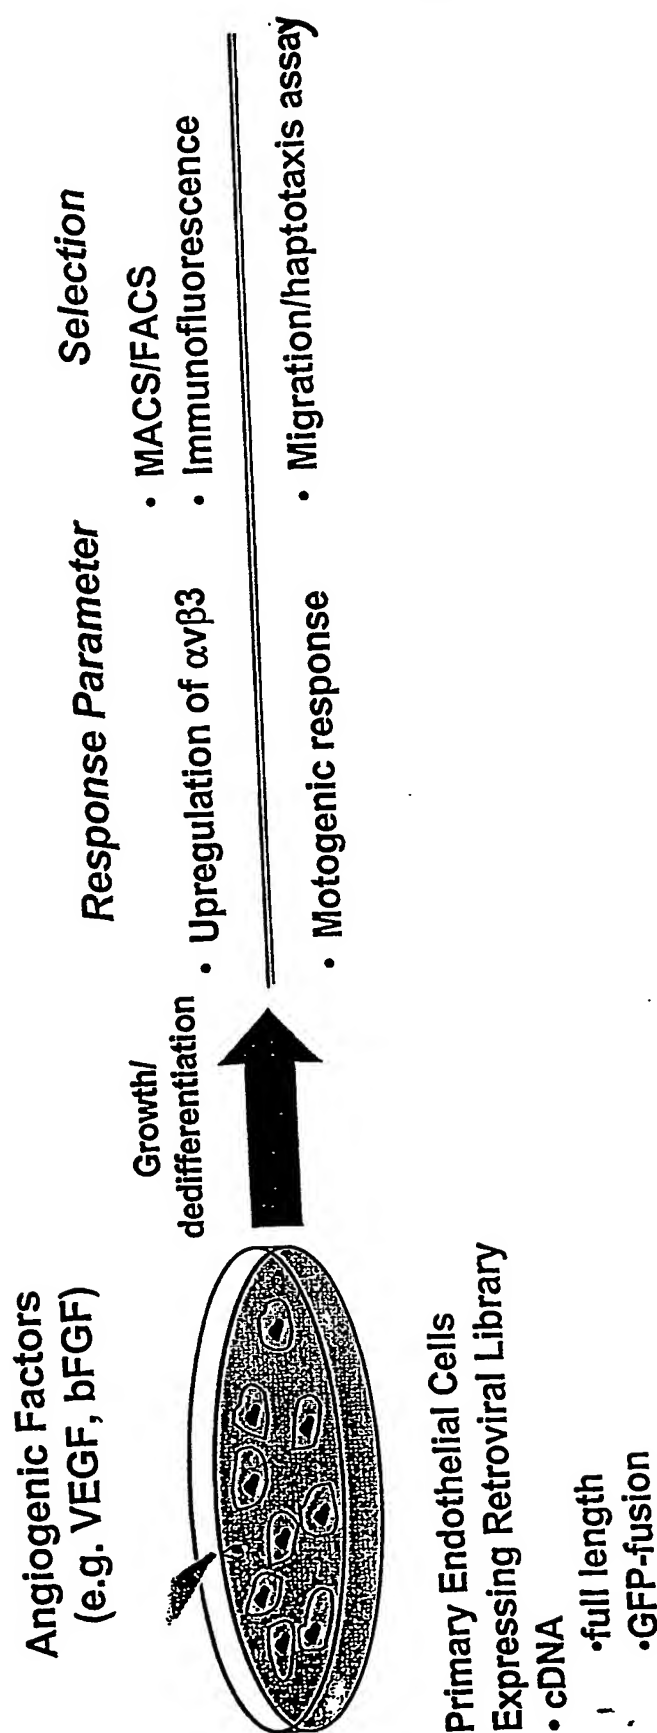 Angiogenic Factors
(e.g. VEGF, bFGF)
Growth/
dedifferentiation
Response Parameter
Selection
• Upregulation of αvβ3
• MACS/FACS
• Immunofluorescence
• Motogenic response
• Migration/haptotaxis assay
Primary Endothelial Cells
Expressing Retroviral Library
• cDNA
•full length
•GFP-fusion